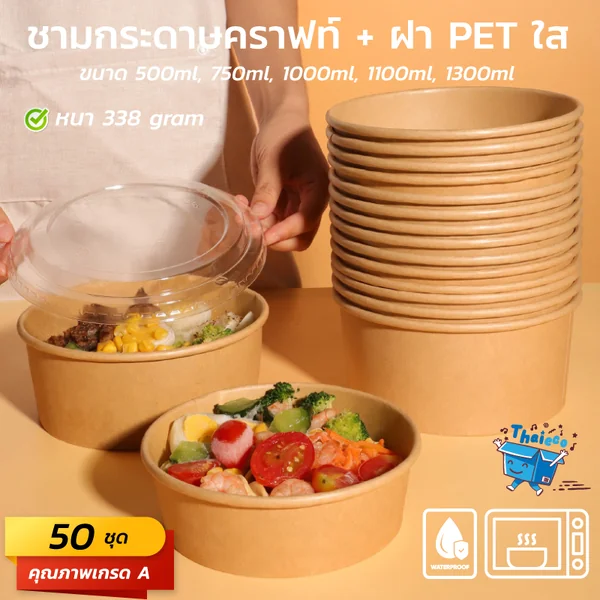 ชามกระดาษคราฟท์ + ฝา PET ใส
ขนาด 500ml, 750ml, 1000ml, 1100ml, 1300ml
หนา 338 gram
Thaieco
50 ชุด
คุณภาพเกรด A
WATERPROOF